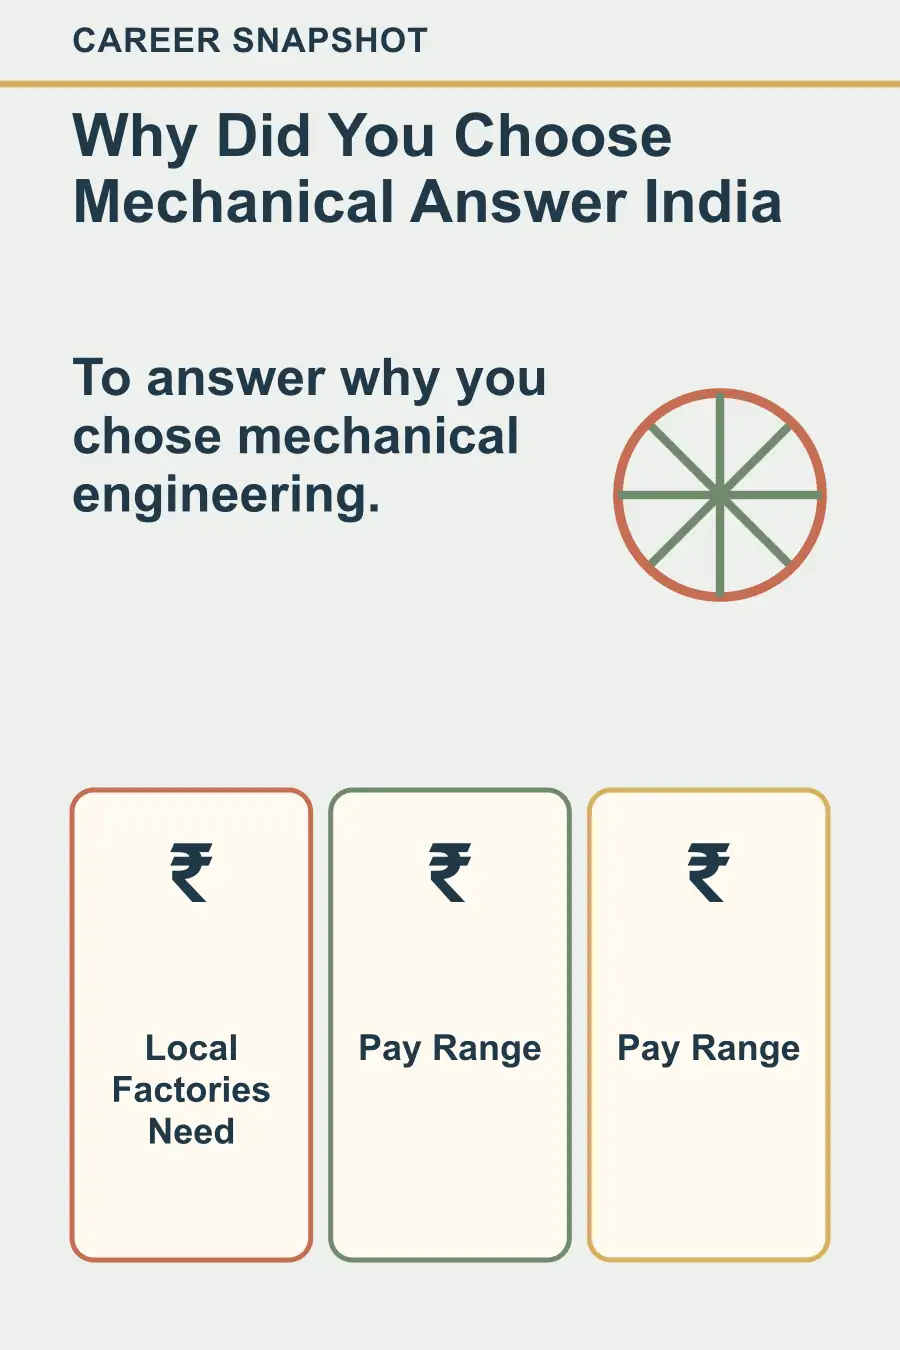 CAREER SNAPSHOT
Why Did You Choose
Mechanical Answer India
To answer why you
chose mechanical
engineering.
₹
Local
Factories
Need
₹
Pay Range
₹
Pay Range